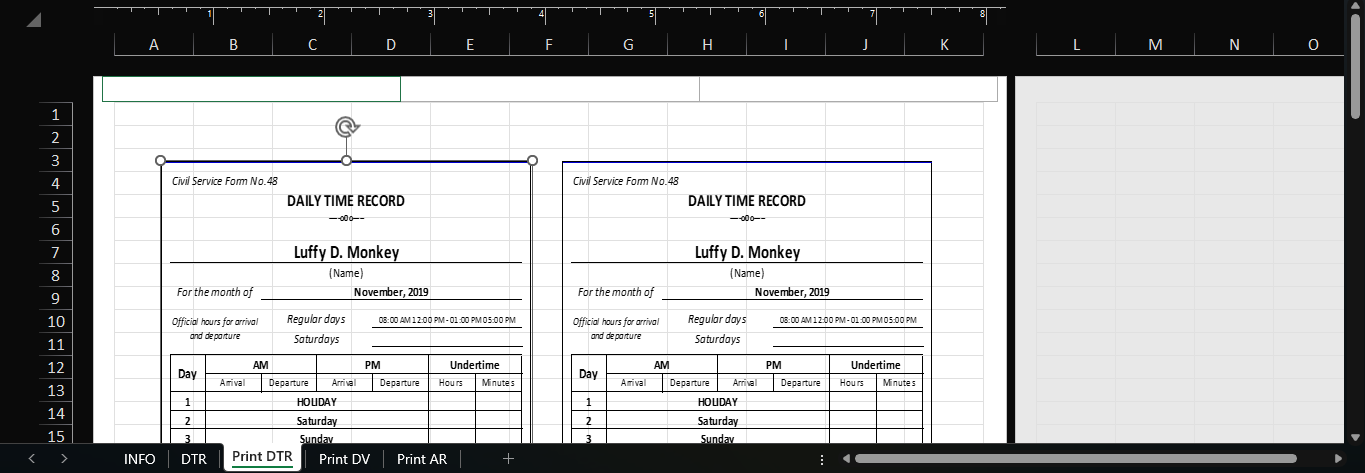 1 2 3 4 5 6 7 8
A B C D E F G H I J K L M N O
1
2
3
4
5
6
7
8
9
10
11
12
13
14
15
Civil Service Form No.48
DAILY TIME RECORD
---o0o---
Luffy D. Monkey
(Name)
For the month of November, 2019
Official hours for arrival and departure
Regular days 08:00 AM 12:00 PM - 01:00 PM 05:00 PM
Saturdays
Day AM PM Undertime
Arrival Departure Arrival Departure Hours Minutes
1 HOLIDAY
2 Saturday
3 Sunday
Civil Service Form No.48
DAILY TIME RECORD
---o0o---
Luffy D. Monkey
(Name)
For the month of November, 2019
Official hours for arrival and departure
Regular days 08:00 AM 12:00 PM - 01:00 PM 05:00 PM
Saturdays
Day AM PM Undertime
Arrival Departure Arrival Departure Hours Minutes
1 HOLIDAY
2 Saturday
3 Sunday
INFO DTR Print DTR Print DV Print AR